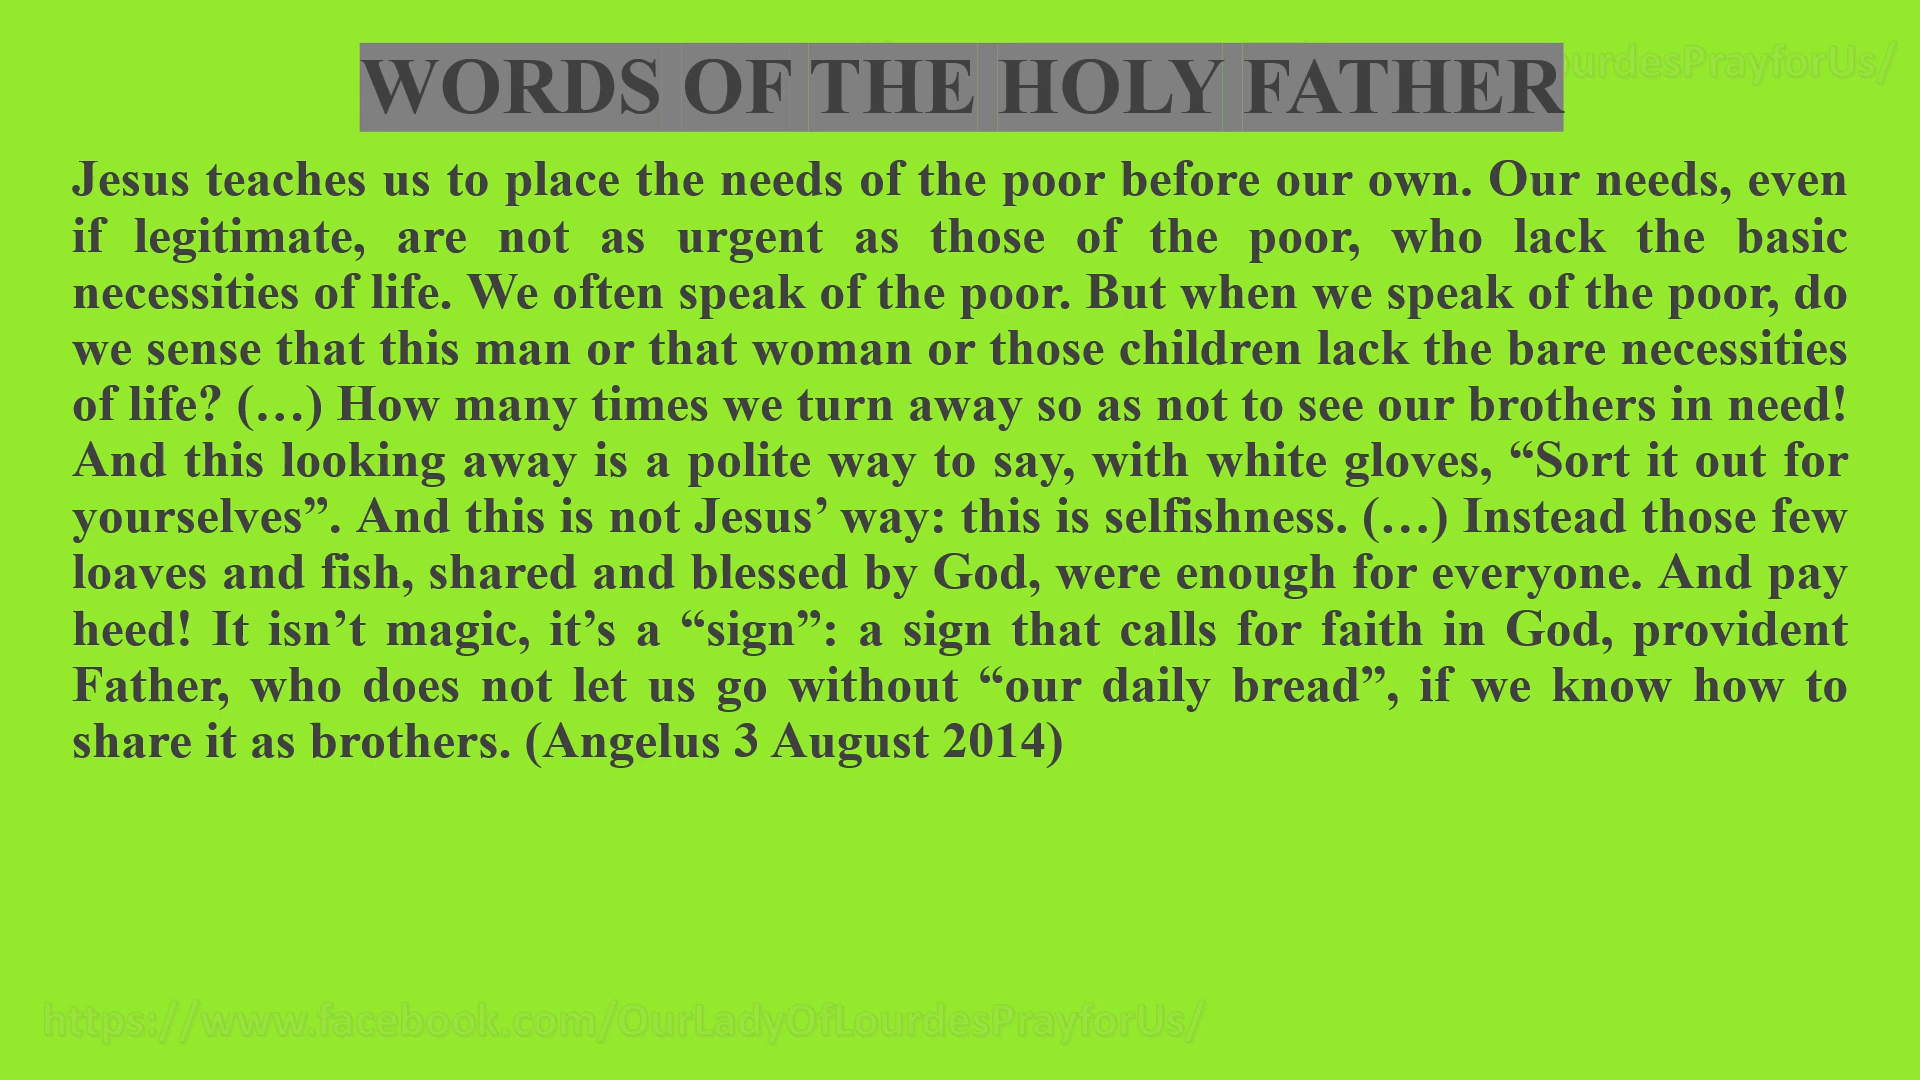 WORDS OF THE HOLY FATHER
urdesPrayforUs/
Jesus teaches us to place the needs of the poor before our own. Our needs, even
if legitimate, are not as urgent as those of the poor, who lack the basic
necessities of life. We often speak of the poor. But when we speak of the poor, do
we sense that this man or that woman or those children lack the bare necessities
of life? (…) How many times we turn away so as not to see our brothers in need!
And this looking away is a polite way to say, with white gloves, “Sort it out for
yourselves”. And this is not Jesus’ way: this is selfishness. (…) Instead those few
loaves and fish, shared and blessed by God, were enough for everyone. And pay
heed! It isn’t magic, it’s a “sign”: a sign that calls for faith in God, provident
Father, who does not let us go without “our daily bread”, if we know how to
share it as brothers. (Angelus 3 August 2014)
https://www.facebook.com/OurLadyOfLourdesPrayforUs/